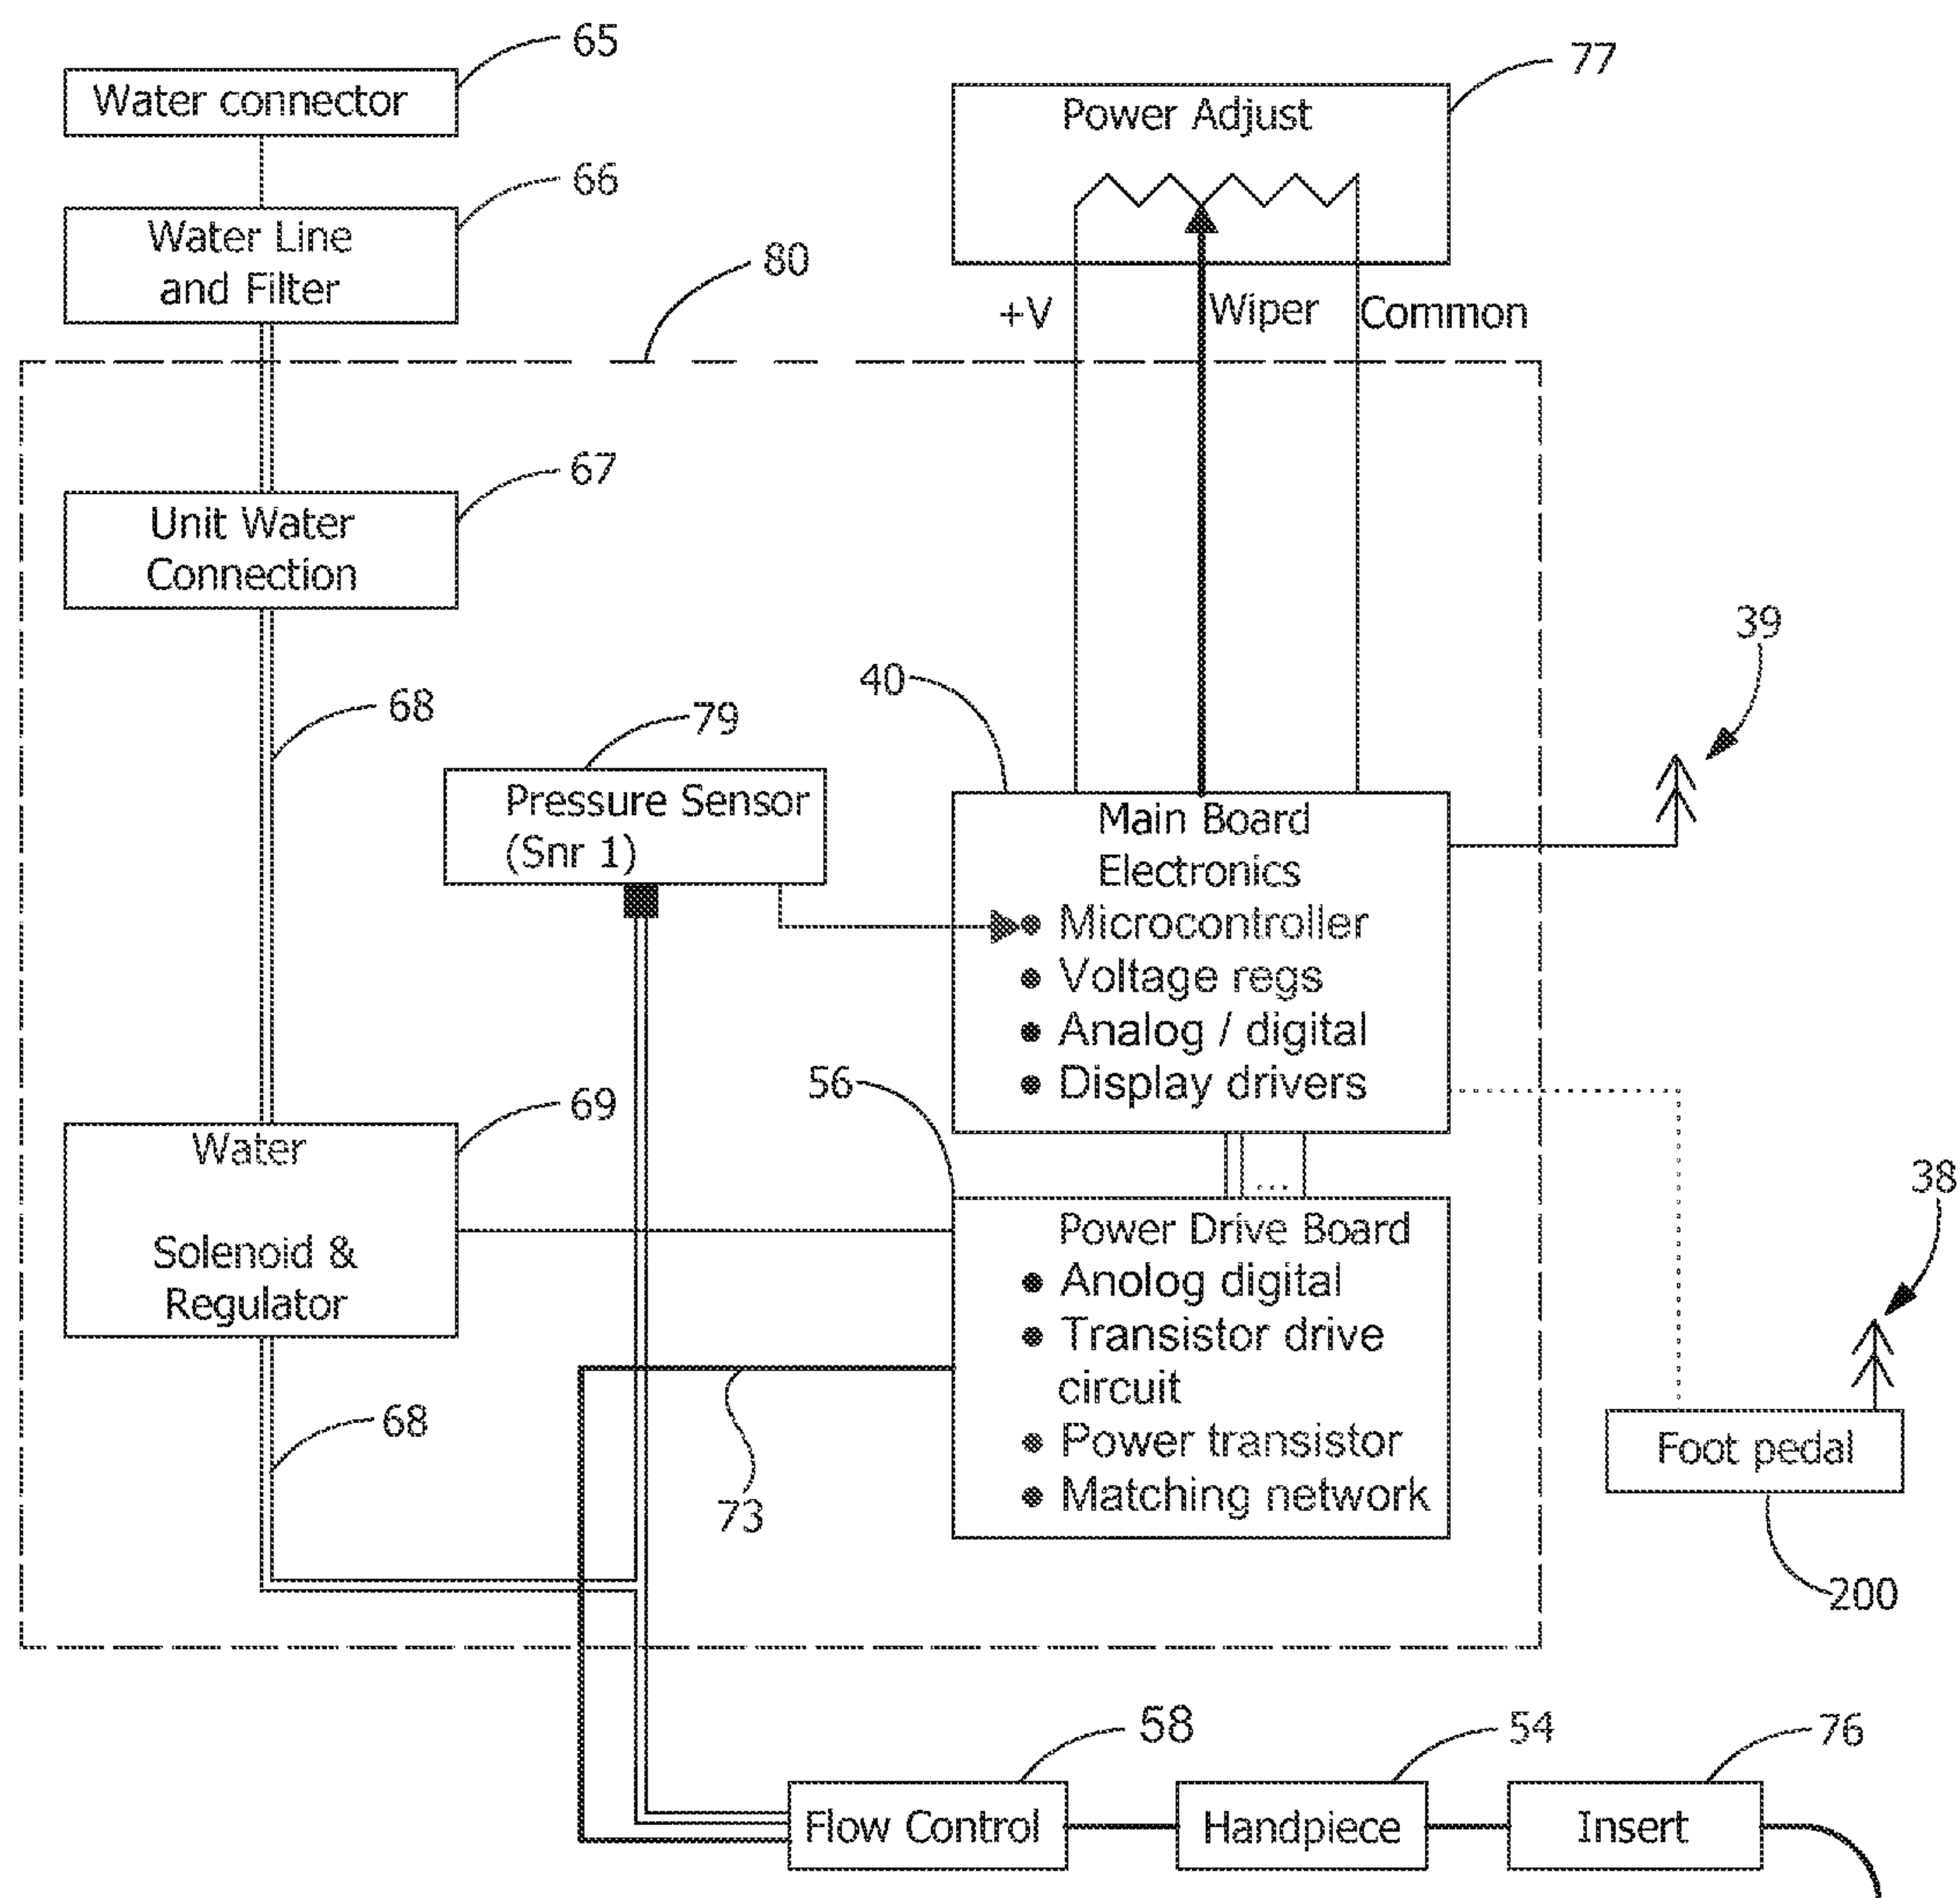 65
Water connector
77
Power Adjust
66
Water Line
and Filter
80
+V
Wiper
Common
67
Unit Water
Connection
39
40
68
79
Pressure Sensor
(Snr 1)
Main Board
Electronics
● Microcontroller
● Voltage regs
● Analog / digital
● Display drivers
56
69
Water
Solenoid &
Regulator
38
...
Power Drive Board
● Anolog digital
● Transistor drive
circuit
● Power transistor
● Matching network
68
73
Foot pedal
200
58
54
76
Flow Control
Handpiece
Insert